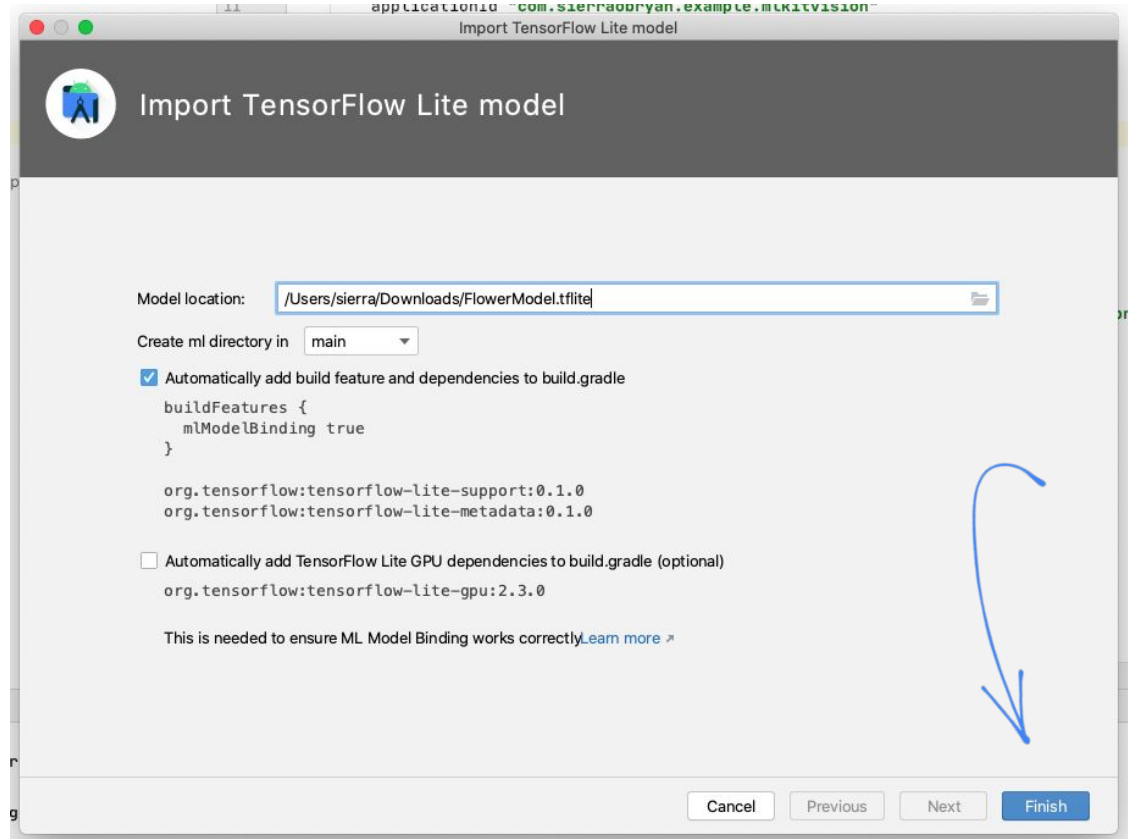 11 applicationId "com.sierraobryan.example.mlkitvision"
Import TensorFlow Lite model
Import TensorFlow Lite model
Model location: /Users/sierra/Downloads/FlowerModel.tflite
Create ml directory in main
Automatically add build feature and dependencies to build.gradle
buildFeatures {
mlModelBinding true
}
org.tensorflow:tensorflow-lite-support:0.1.0
org.tensorflow:tensorflow-lite-metadata:0.1.0
Automatically add TensorFlow Lite GPU dependencies to build.gradle (optional)
org.tensorflow:tensorflow-lite-gpu:2.3.0
This is needed to ensure ML Model Binding works correctlyLearn more
Cancel Previous Next Finish